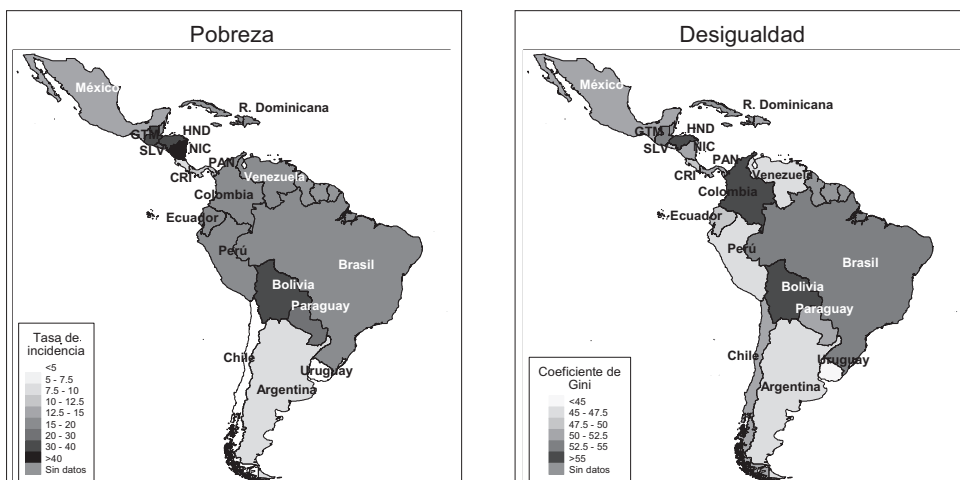 Pobreza
México
R. Dominicana
GTM
HND
SLV
NIC
CRI
PAN
Venezuela
Colombia
Ecuador
Perú
Brasil
Bolivia
Paraguay
Chile
Uruguay
Argentina
Tasa de
incidencia
<5
5 - 7.5
7.5 - 10
10 - 12.5
12.5 - 15
15 - 20
20 - 30
30 - 40
>40
Sin datos
Desigualdad
México
R. Dominicana
GTM
HND
SLV
NIC
CRI
PAN
Venezuela
Colombia
Ecuador
Perú
Brasil
Bolivia
Paraguay
Chile
Uruguay
Argentina
Coeficiente de
Gini
<45
45 - 47.5
47.5 - 50
50 - 52.5
52.5 - 55
>55
Sin datos